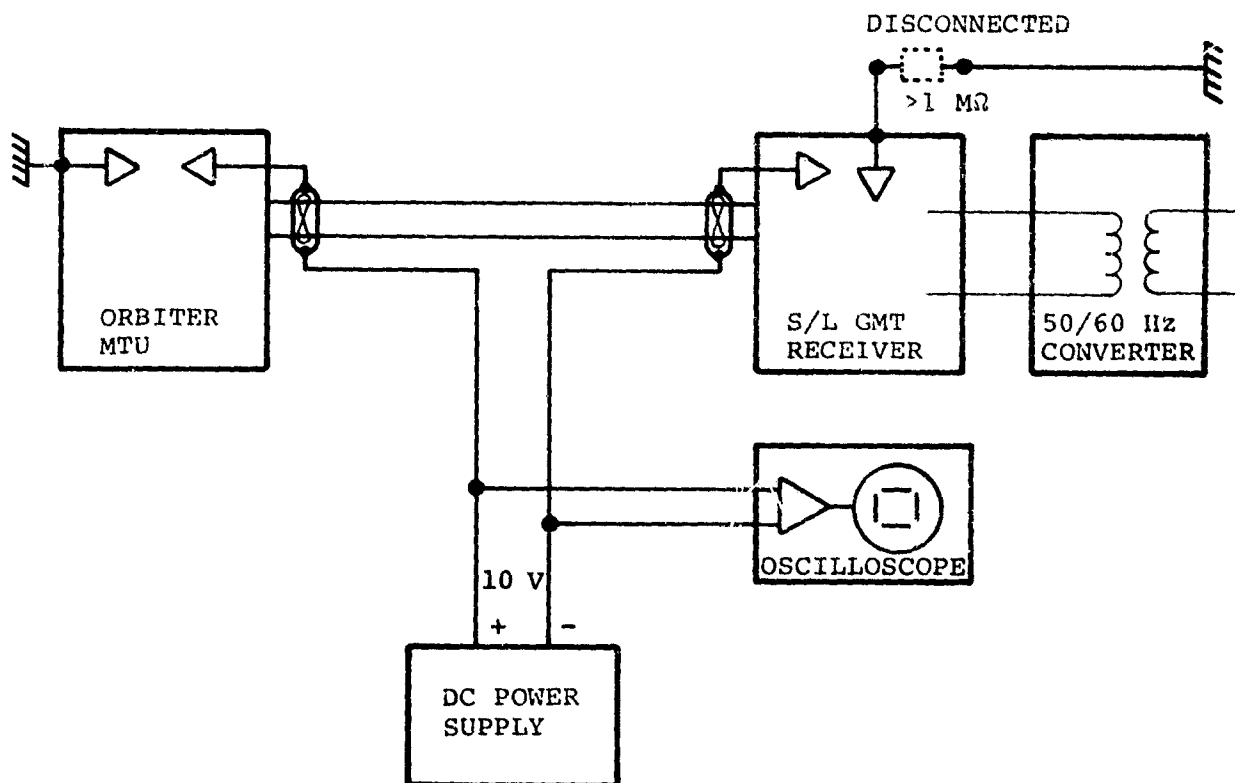 DISCONNECTED
>1 MΩ
ORBITER
MTU
S/L GMT
RECEIVER
50/60 Hz
CONVERTER
OSCILLOSCOPE
10 V
+ -
DC POWER
SUPPLY